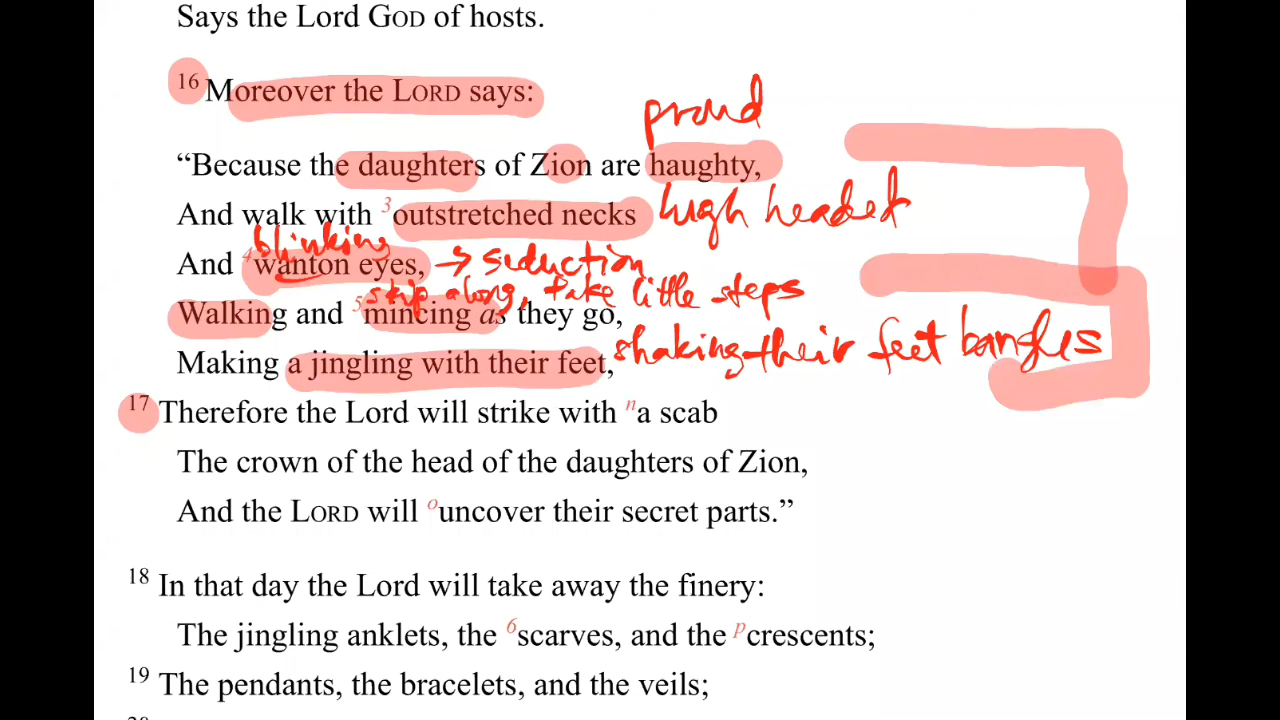 Says the Lord GOD of hosts.
16 Moreover the LORD says:
proud
“Because the daughters of Zion are haughty,
And walk with 3 outstretched necks high headed
blinking
And 4 wanton eyes, → seduction
skip along, take little steps
Walking and 5 mincing as they go,
Making a jingling with their feet, shaking their feet bangles
17 Therefore the Lord will strike with n a scab
The crown of the head of the daughters of Zion,
And the LORD will o uncover their secret parts.”
18 In that day the Lord will take away the finery:
The jingling anklets, the 6 scarves, and the p crescents;
19 The pendants, the bracelets, and the veils;